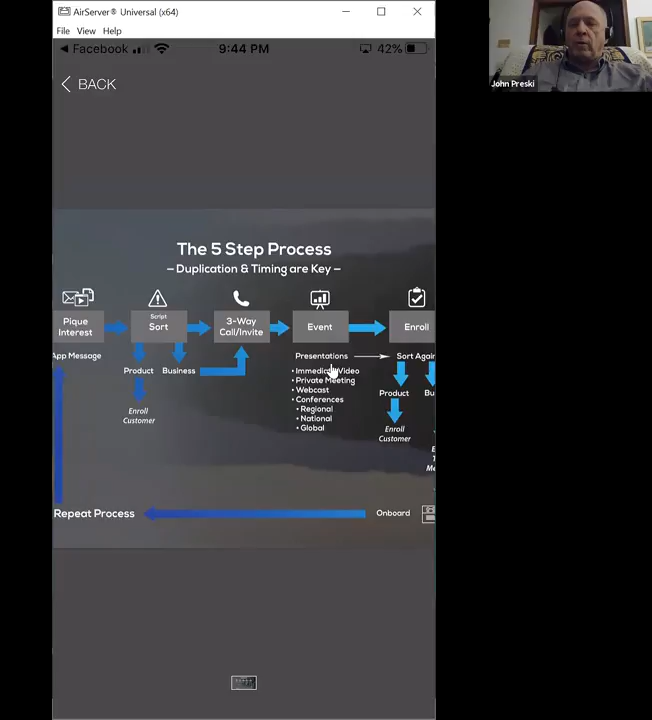 AirServer® Universal (x64)
File View Help
Facebook
9:44 PM
42%
BACK
John Preski
The 5 Step Process
– Duplication & Timing are Key –
Pique Interest
Script
Sort
3-Way Call/Invite
Event
Enroll
App Message
Product
Business
Enroll Customer
Presentations
Sort Again
• Private Meeting
• Webcast
• Conferences
• Regional
• National
• Global
Product
Bu
Enroll Customer
Repeat Process
Onboard